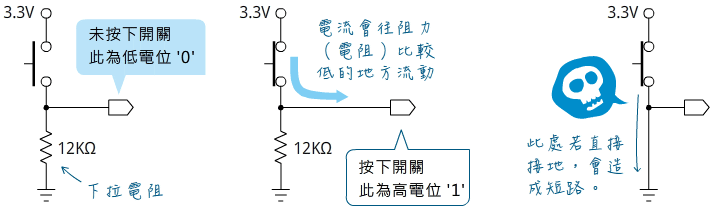 3.3V
未按下開關
此為低電位 '0'
12KΩ
下拉電阻
3.3V
電流會往阻力
（電阻）比較
低的地方流動
12KΩ
按下開關
此為高電位 '1'
3.3V
此處若直接
接地，會造
成短路。